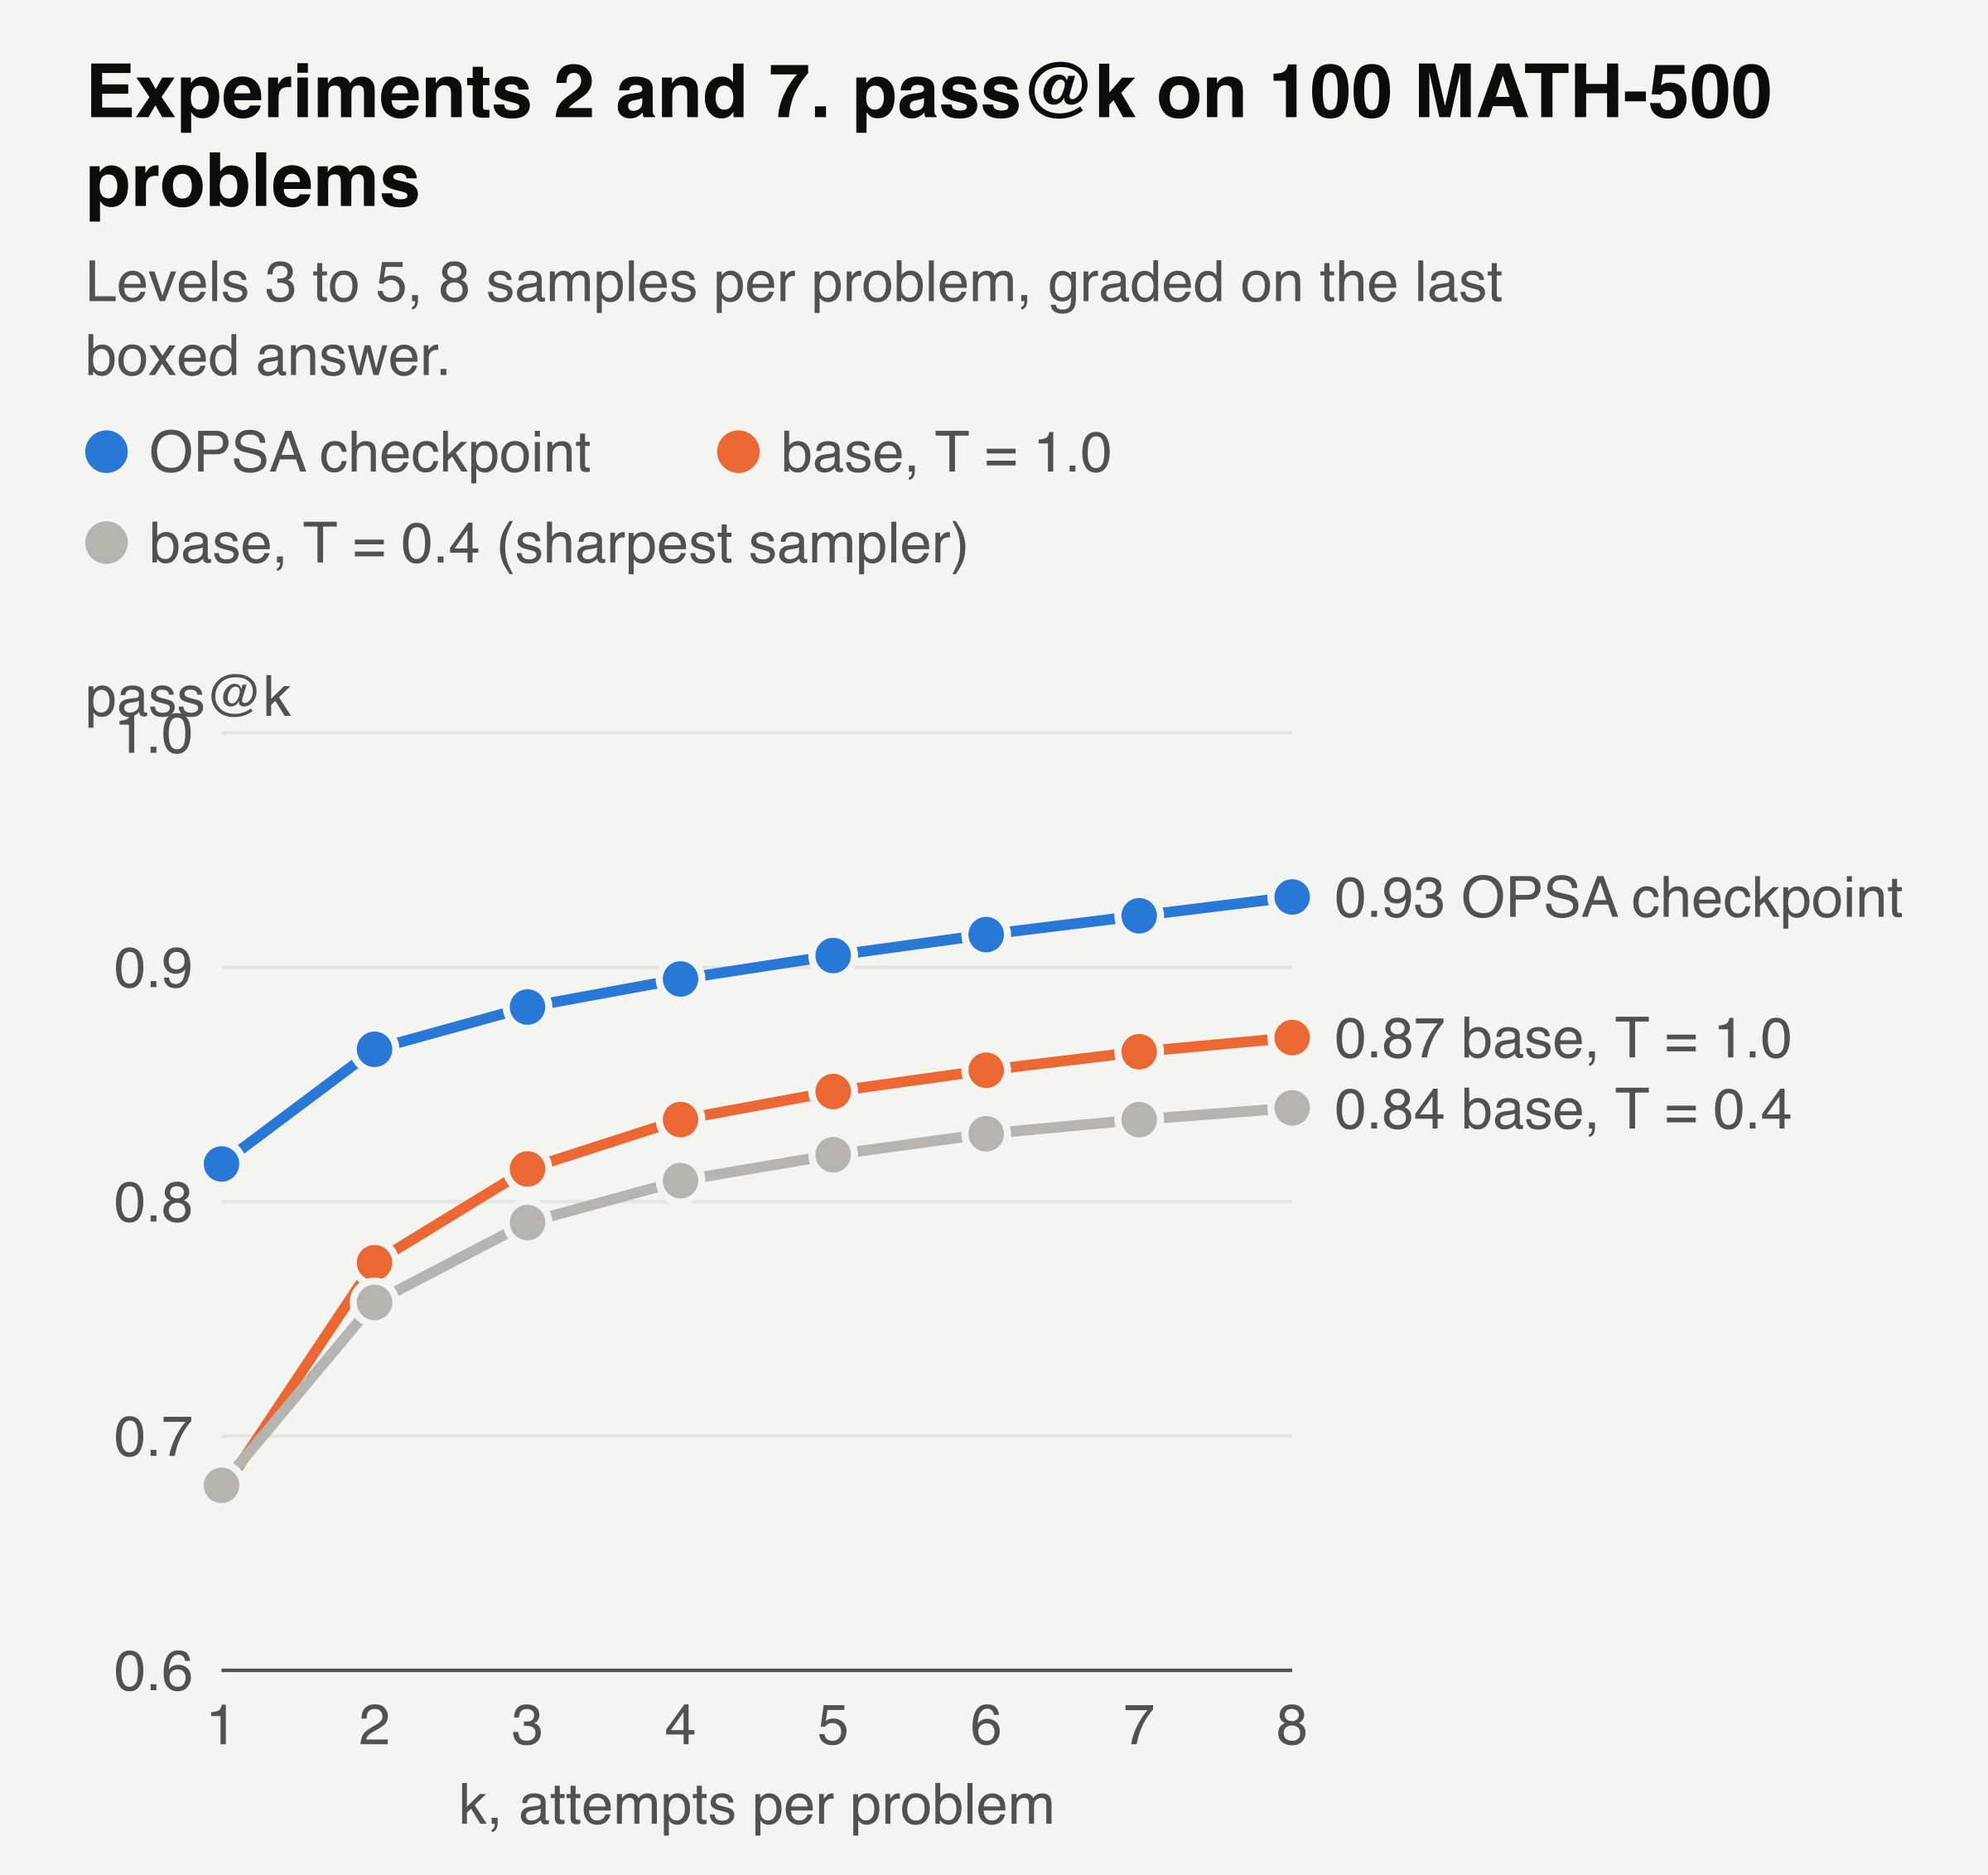 Experiments 2 and 7. pass@k on 100 MATH-500
problems
Levels 3 to 5, 8 samples per problem, graded on the last
boxed answer.
OPSA checkpoint
base, T = 1.0
base, T = 0.4 (sharpest sampler)
pass@k
1.0
0.93 OPSA checkpoint
0.9
0.87 base, T = 1.0
0.84 base, T = 0.4
0.8
0.7
0.6
1 2 3 4 5 6 7 8
k, attempts per problem